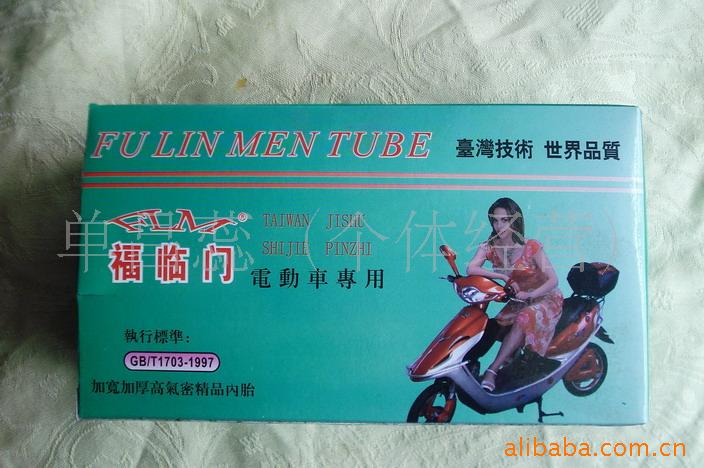 FU LIN MEN TUBE
臺灣技術 世界品質
FLM®
TAIWAN JISHU
SHIJIE PINZHI
福临门
電動車專用
執行標準:
GB/T1703-1997
加寬加厚高氣密精品內胎
alibaba.com.cn